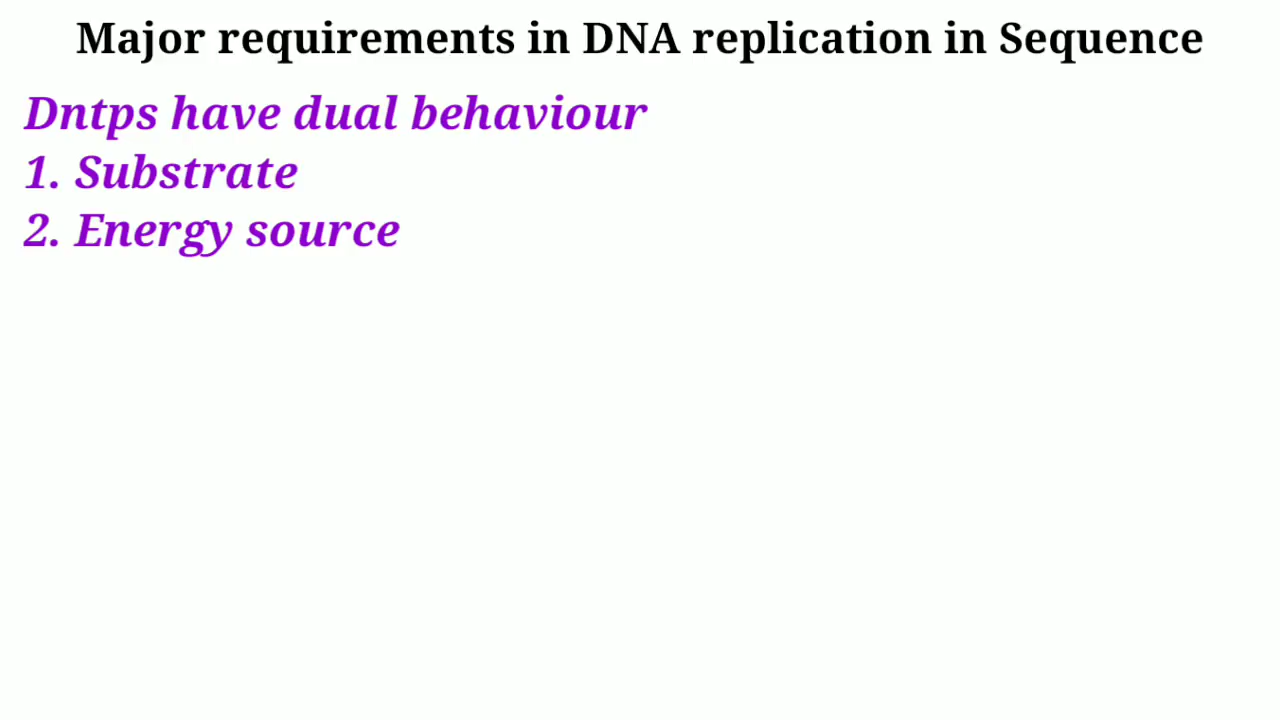 Major requirements in DNA replication in Sequence
Dntps have dual behaviour
1. Substrate
2. Energy source